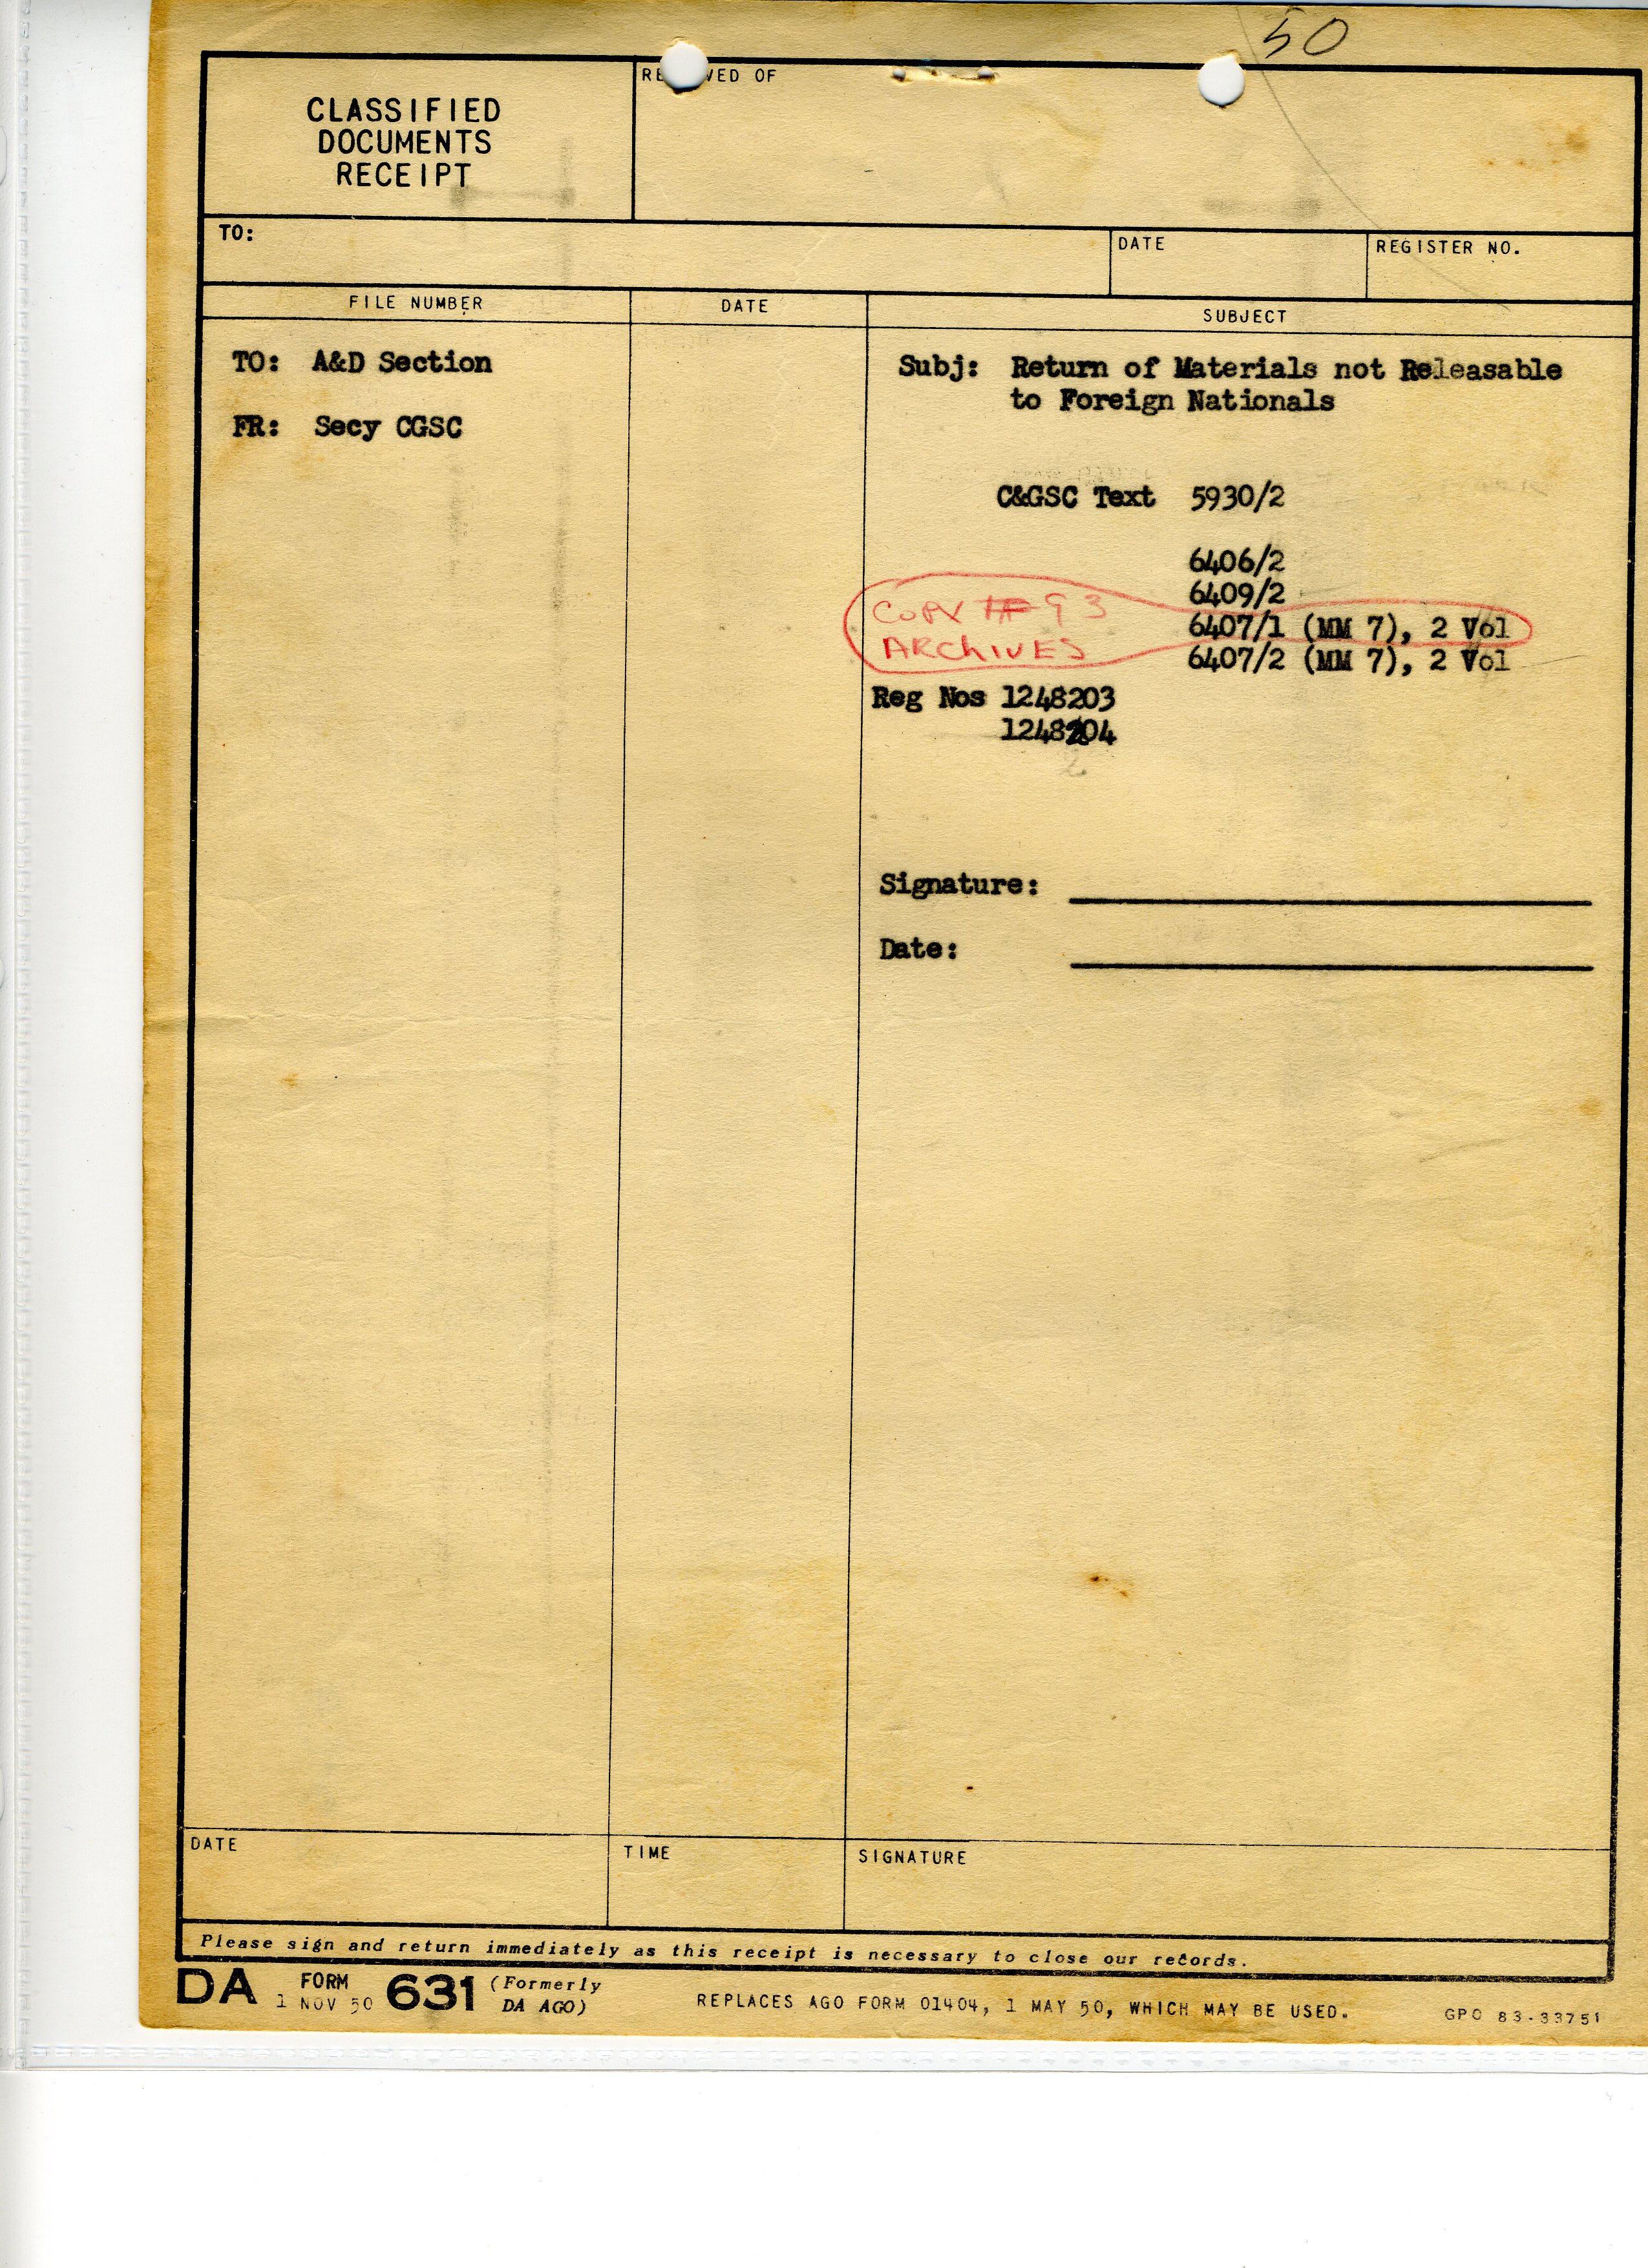 50
CLASSIFIED
DOCUMENTS
RECEIPT
RE VED OF
TO:
DATE
REGISTER NO.
FILE NUMBER
DATE
SUBJECT
TO: A&D Section
FR: Secy CGSC
Subj: Return of Materials not Releasable
to Foreign Nationals
C&GSC Text 5930/2
6406/2
6409/2
COPY # 93
ARCHIVES
6407/1 (MM 7), 2 Vol
6407/2 (MM 7), 2 Vol
Reg Nos 1248203
1248204
2
Signature:
Date:
DATE
TIME
SIGNATURE
Please sign and return immediately as this receipt is necessary to close our records.
DA FORM 1 NOV 50 631 (Formerly DA AGO)
REPLACES AGO FORM 01404, 1 MAY 50, WHICH MAY BE USED.
GPO 83-33751